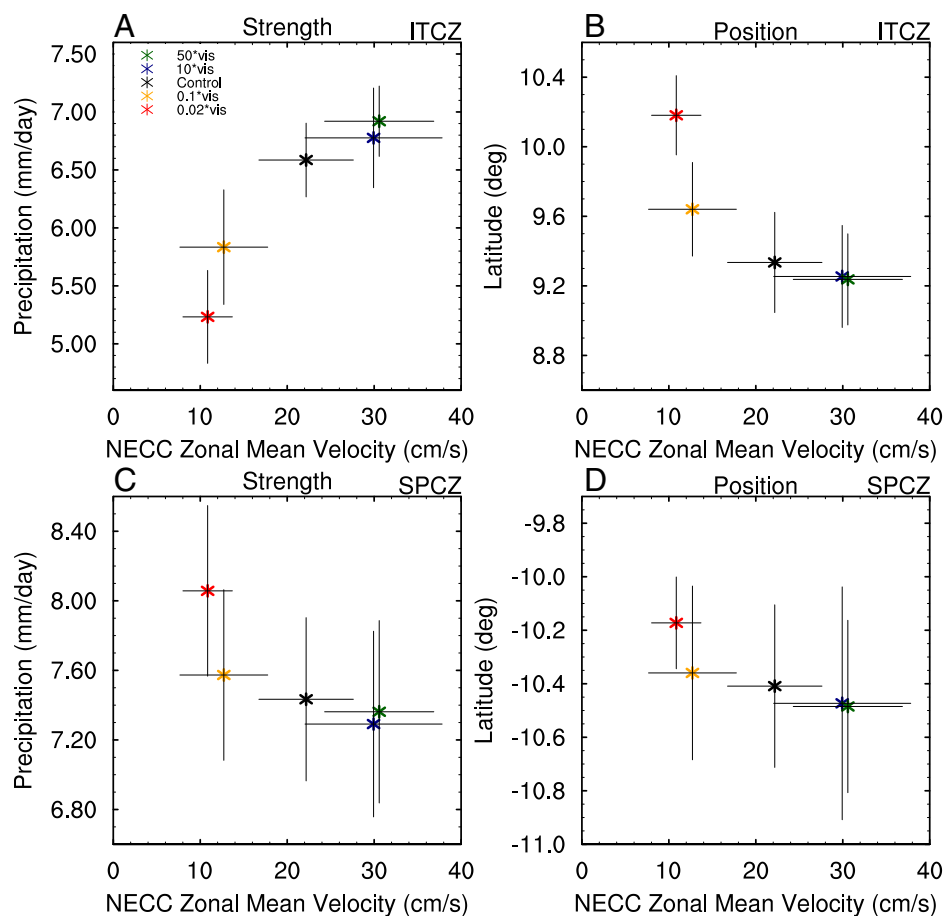 A Strength ITCZ
7.50
7.00
6.50
6.00
5.50
5.00
Precipitation (mm/day)
50*vis
10*vis
Control
0.1*vis
0.02*vis
0 10 20 30 40
NECC Zonal Mean Velocity (cm/s)
B Position ITCZ
10.4
10.0
9.6
9.2
8.8
Latitude (deg)
0 10 20 30 40
NECC Zonal Mean Velocity (cm/s)
C Strength SPCZ
8.40
8.00
7.60
7.20
6.80
Precipitation (mm/day)
0 10 20 30 40
NECC Zonal Mean Velocity (cm/s)
D Position SPCZ
-9.8
-10.0
-10.2
-10.4
-10.6
-10.8
-11.0
Latitude (deg)
0 10 20 30 40
NECC Zonal Mean Velocity (cm/s)